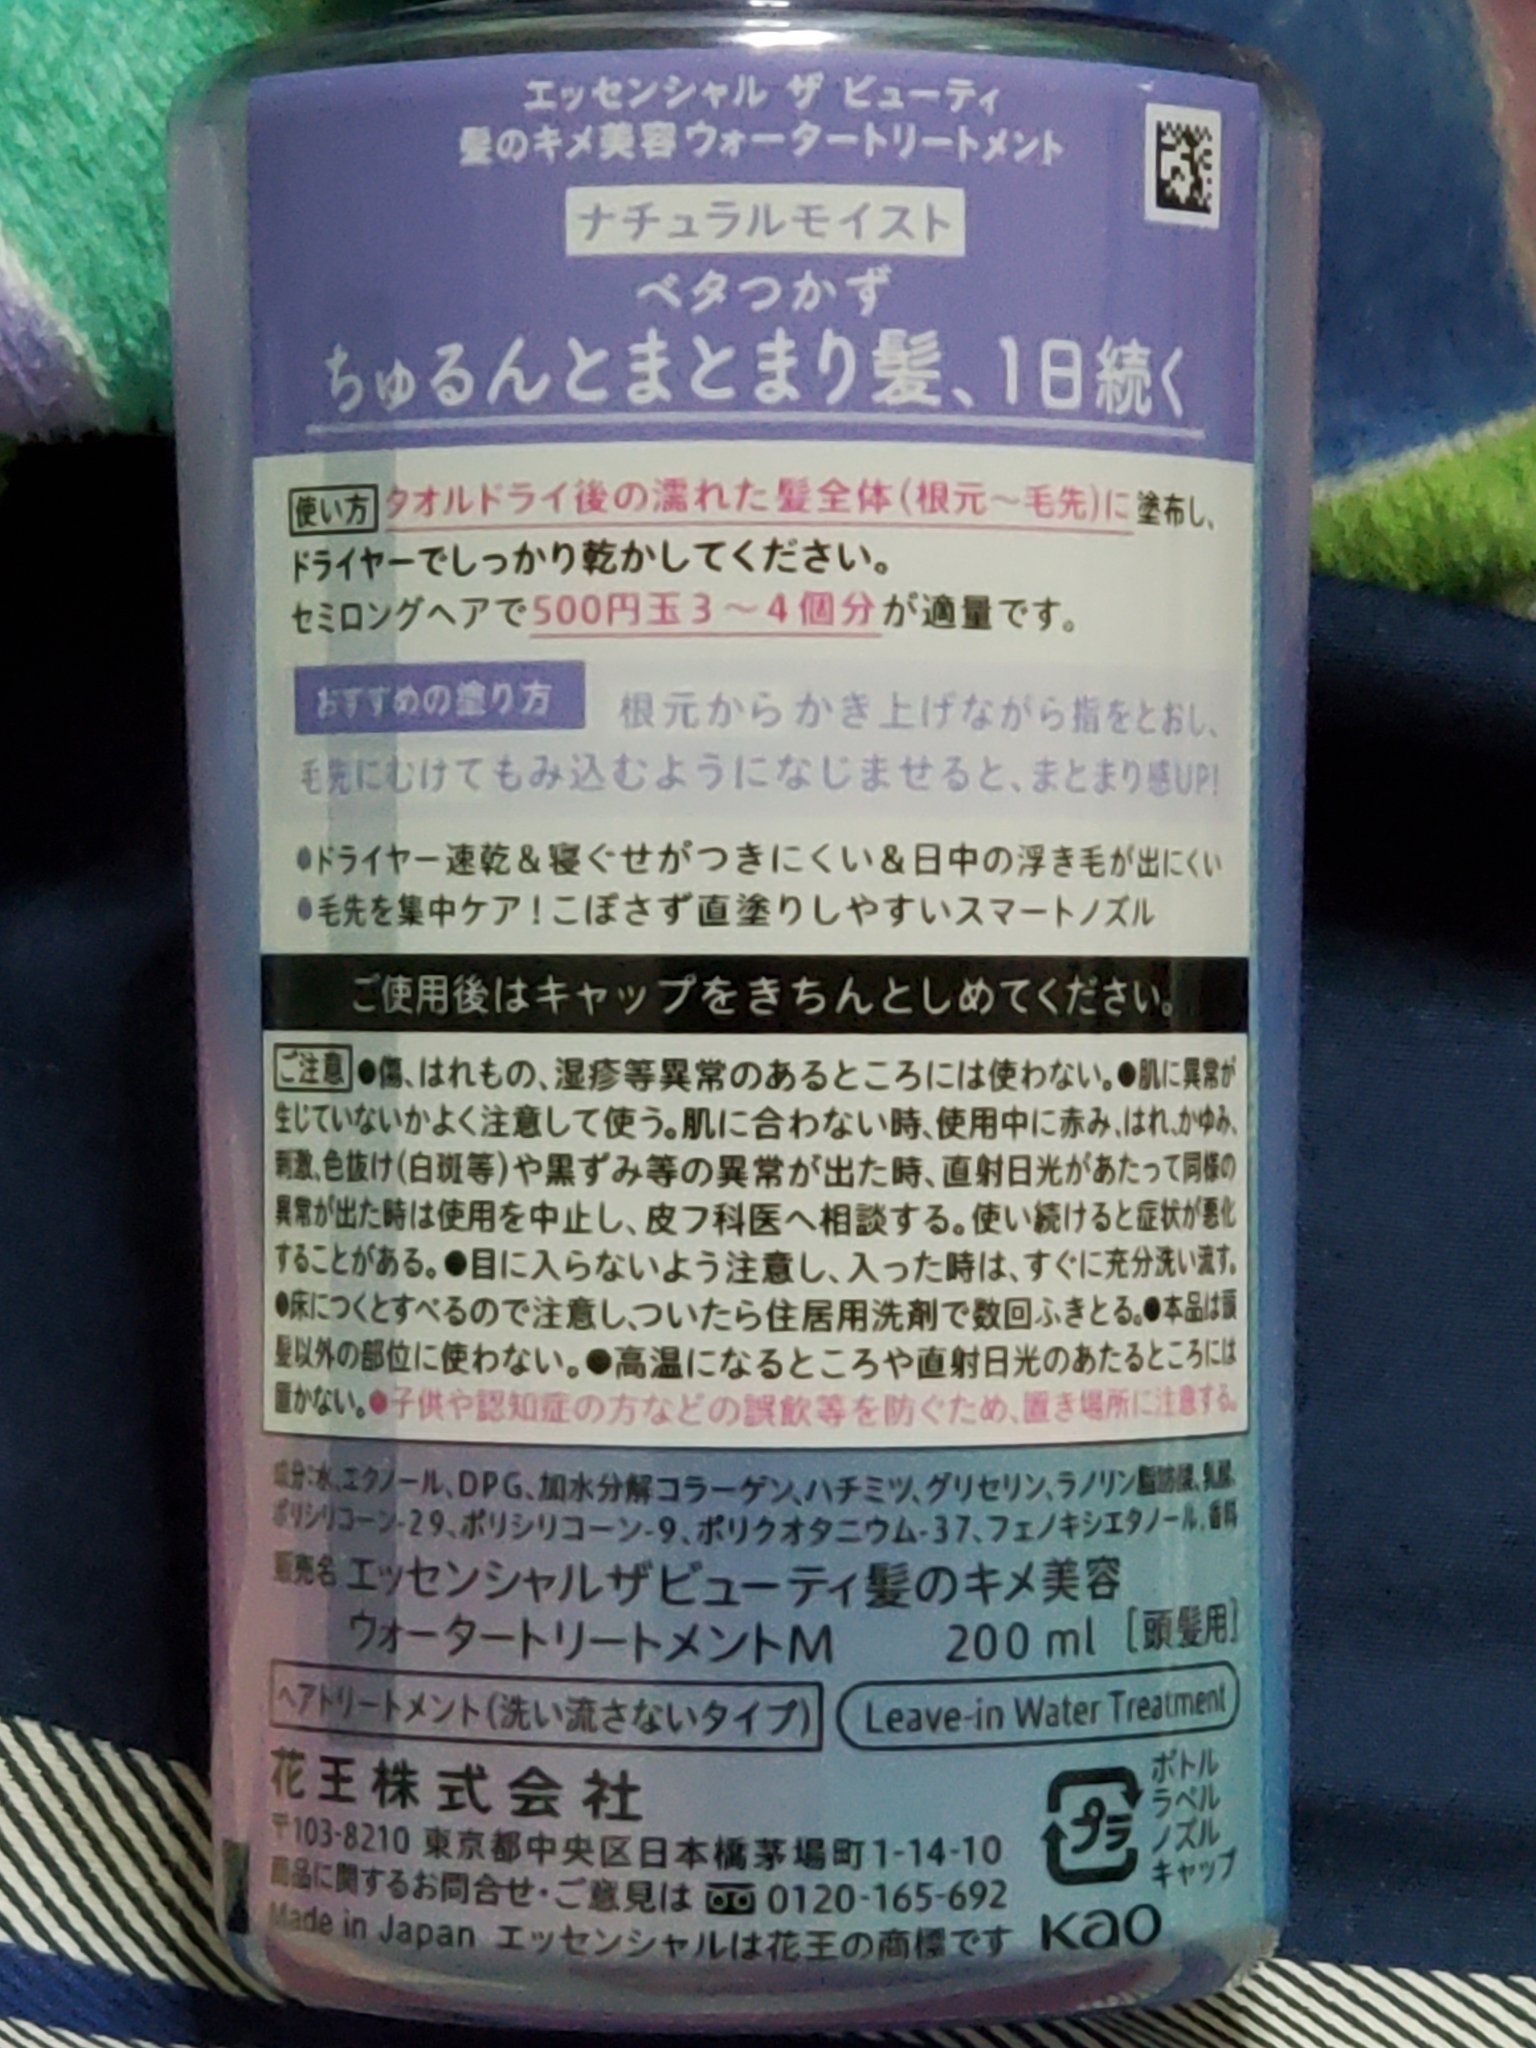 エッセンシャル ザ ビューティ
髪のキメ美容ウォータートリートメント
ナチュラルモイスト
ベタつかず
ちゅるんとまとまり髪、1日続く
使い方 タオルドライ後の濡れた髪全体(根元～毛先)に塗布し、
ドライヤーでしっかり乾かしてください。
セミロングヘアで500円玉3～4個分が適量です。
おすすめの塗り方 根元からかき上げながら指をとおし、
毛先にむけてもみ込むようになじませると、まとまり感UP!
●ドライヤー速乾&寝ぐせがつきにくい&日中の浮き毛が出にくい
●毛先を集中ケア!こぼさず直塗りしやすいスマートノズル
ご使用後はキャップをきちんとしめてください。
ご注意 ●傷、はれもの、湿疹等異常のあるところには使わない。●肌に異常が
生じていないかよく注意して使う。肌に合わない時、使用中に赤み、はれ、かゆみ、
刺激、色抜け(白斑等)や黒ずみ等の異常が出た時、直射日光があたって同様の
異常が出た時は使用を中止し、皮フ科医へ相談する。使い続けると症状が悪化
することがある。●目に入らないよう注意し、入った時は、すぐに充分洗い流す。
●床につくとすべるので注意し、ついたら住居用洗剤で数回ふきとる。●本品は頭
髪以外の部位に使わない。●高温になるところや直射日光のあたるところには
置かない。●子供や認知症の方などの誤飲等を防ぐため、置き場所に注意する。
成分:水、エタノール、DPG、加水分解コラーゲン、ハチミツ、グリセリン、ラノリン脂肪酸、乳酸、
ポリシリコーン-29、ポリシリコーン-9、ポリクオタニウム-37、フェノキシエタノール、香料
販売名 エッセンシャルザビューティ髪のキメ美容
ウォータートリートメントM 200 ml [頭髪用]
ヘアトリートメント(洗い流さないタイプ) Leave-in Water Treatment
花王株式会社
〒103-8210 東京都中央区日本橋茅場町1-14-10
商品に関するお問合せ・ご意見は 0120-165-692
Made in Japan エッセンシャルは花王の商標です
プラ
ボトル
ラベル
ノズル
キャップ
Kao